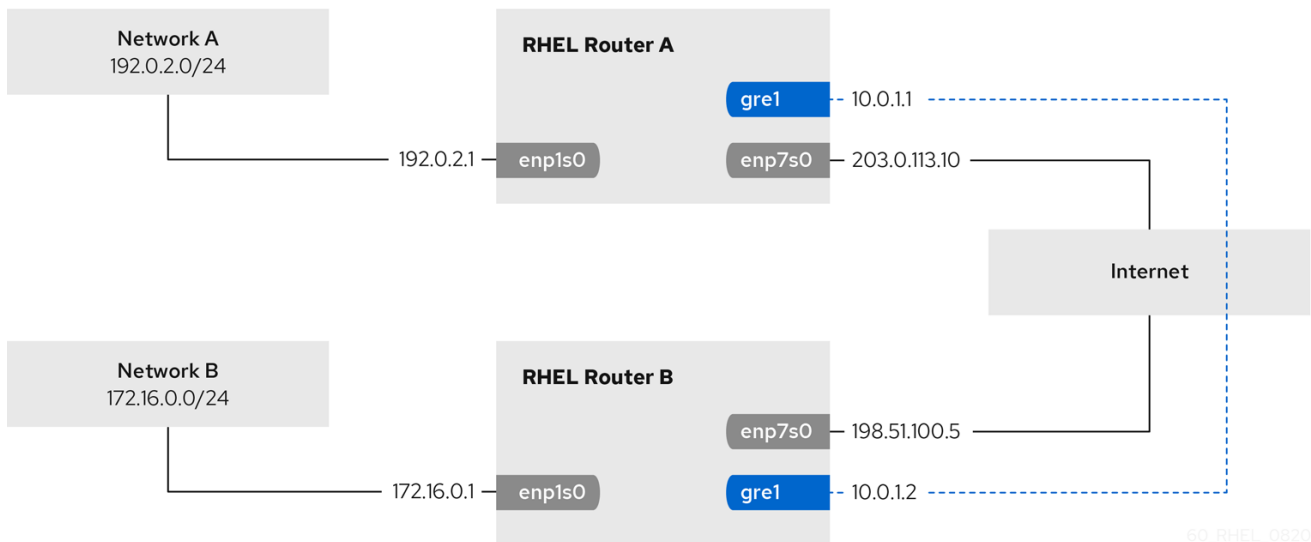 Network A
192.0.2.0/24
RHEL Router A
gre1
10.0.1.1
192.0.2.1
enp1s0
enp7s0
203.0.113.10
Internet
Network B
172.16.0.0/24
RHEL Router B
enp7s0
198.51.100.5
172.16.0.1
enp1s0
gre1
10.0.1.2
60_RHEL_0820